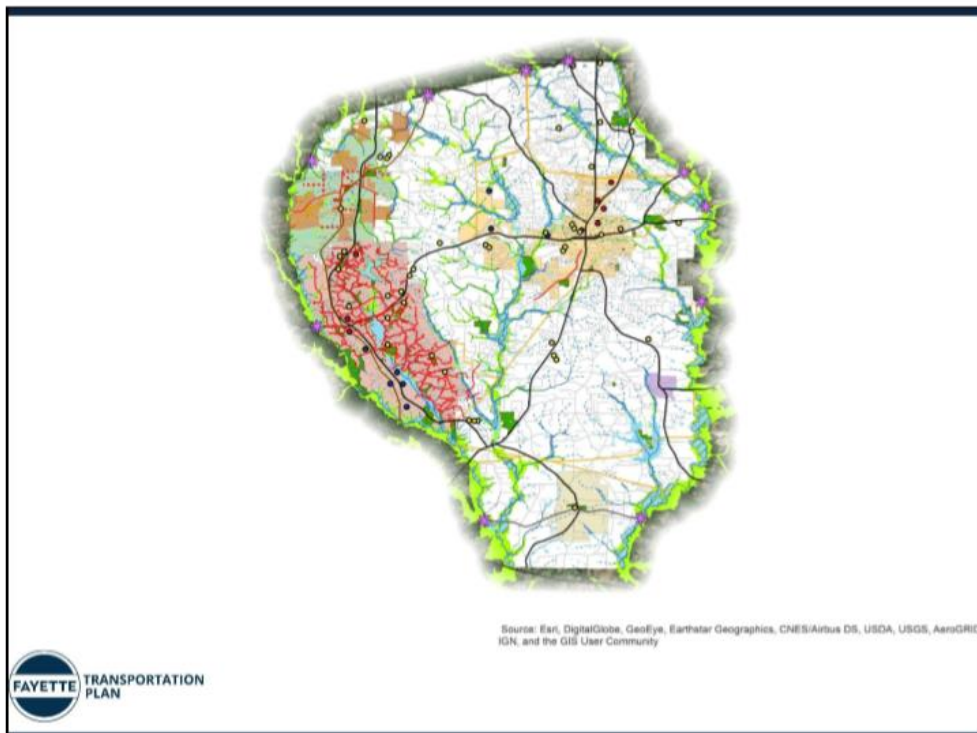 Source: Esri, DigitalGlobe, GeoEye, Earthstar Geographics, CNES/Airbus DS, USDA, USGS, AeroGRID
IGN, and the GIS User Community
FAYETTE
TRANSPORTATION
PLAN